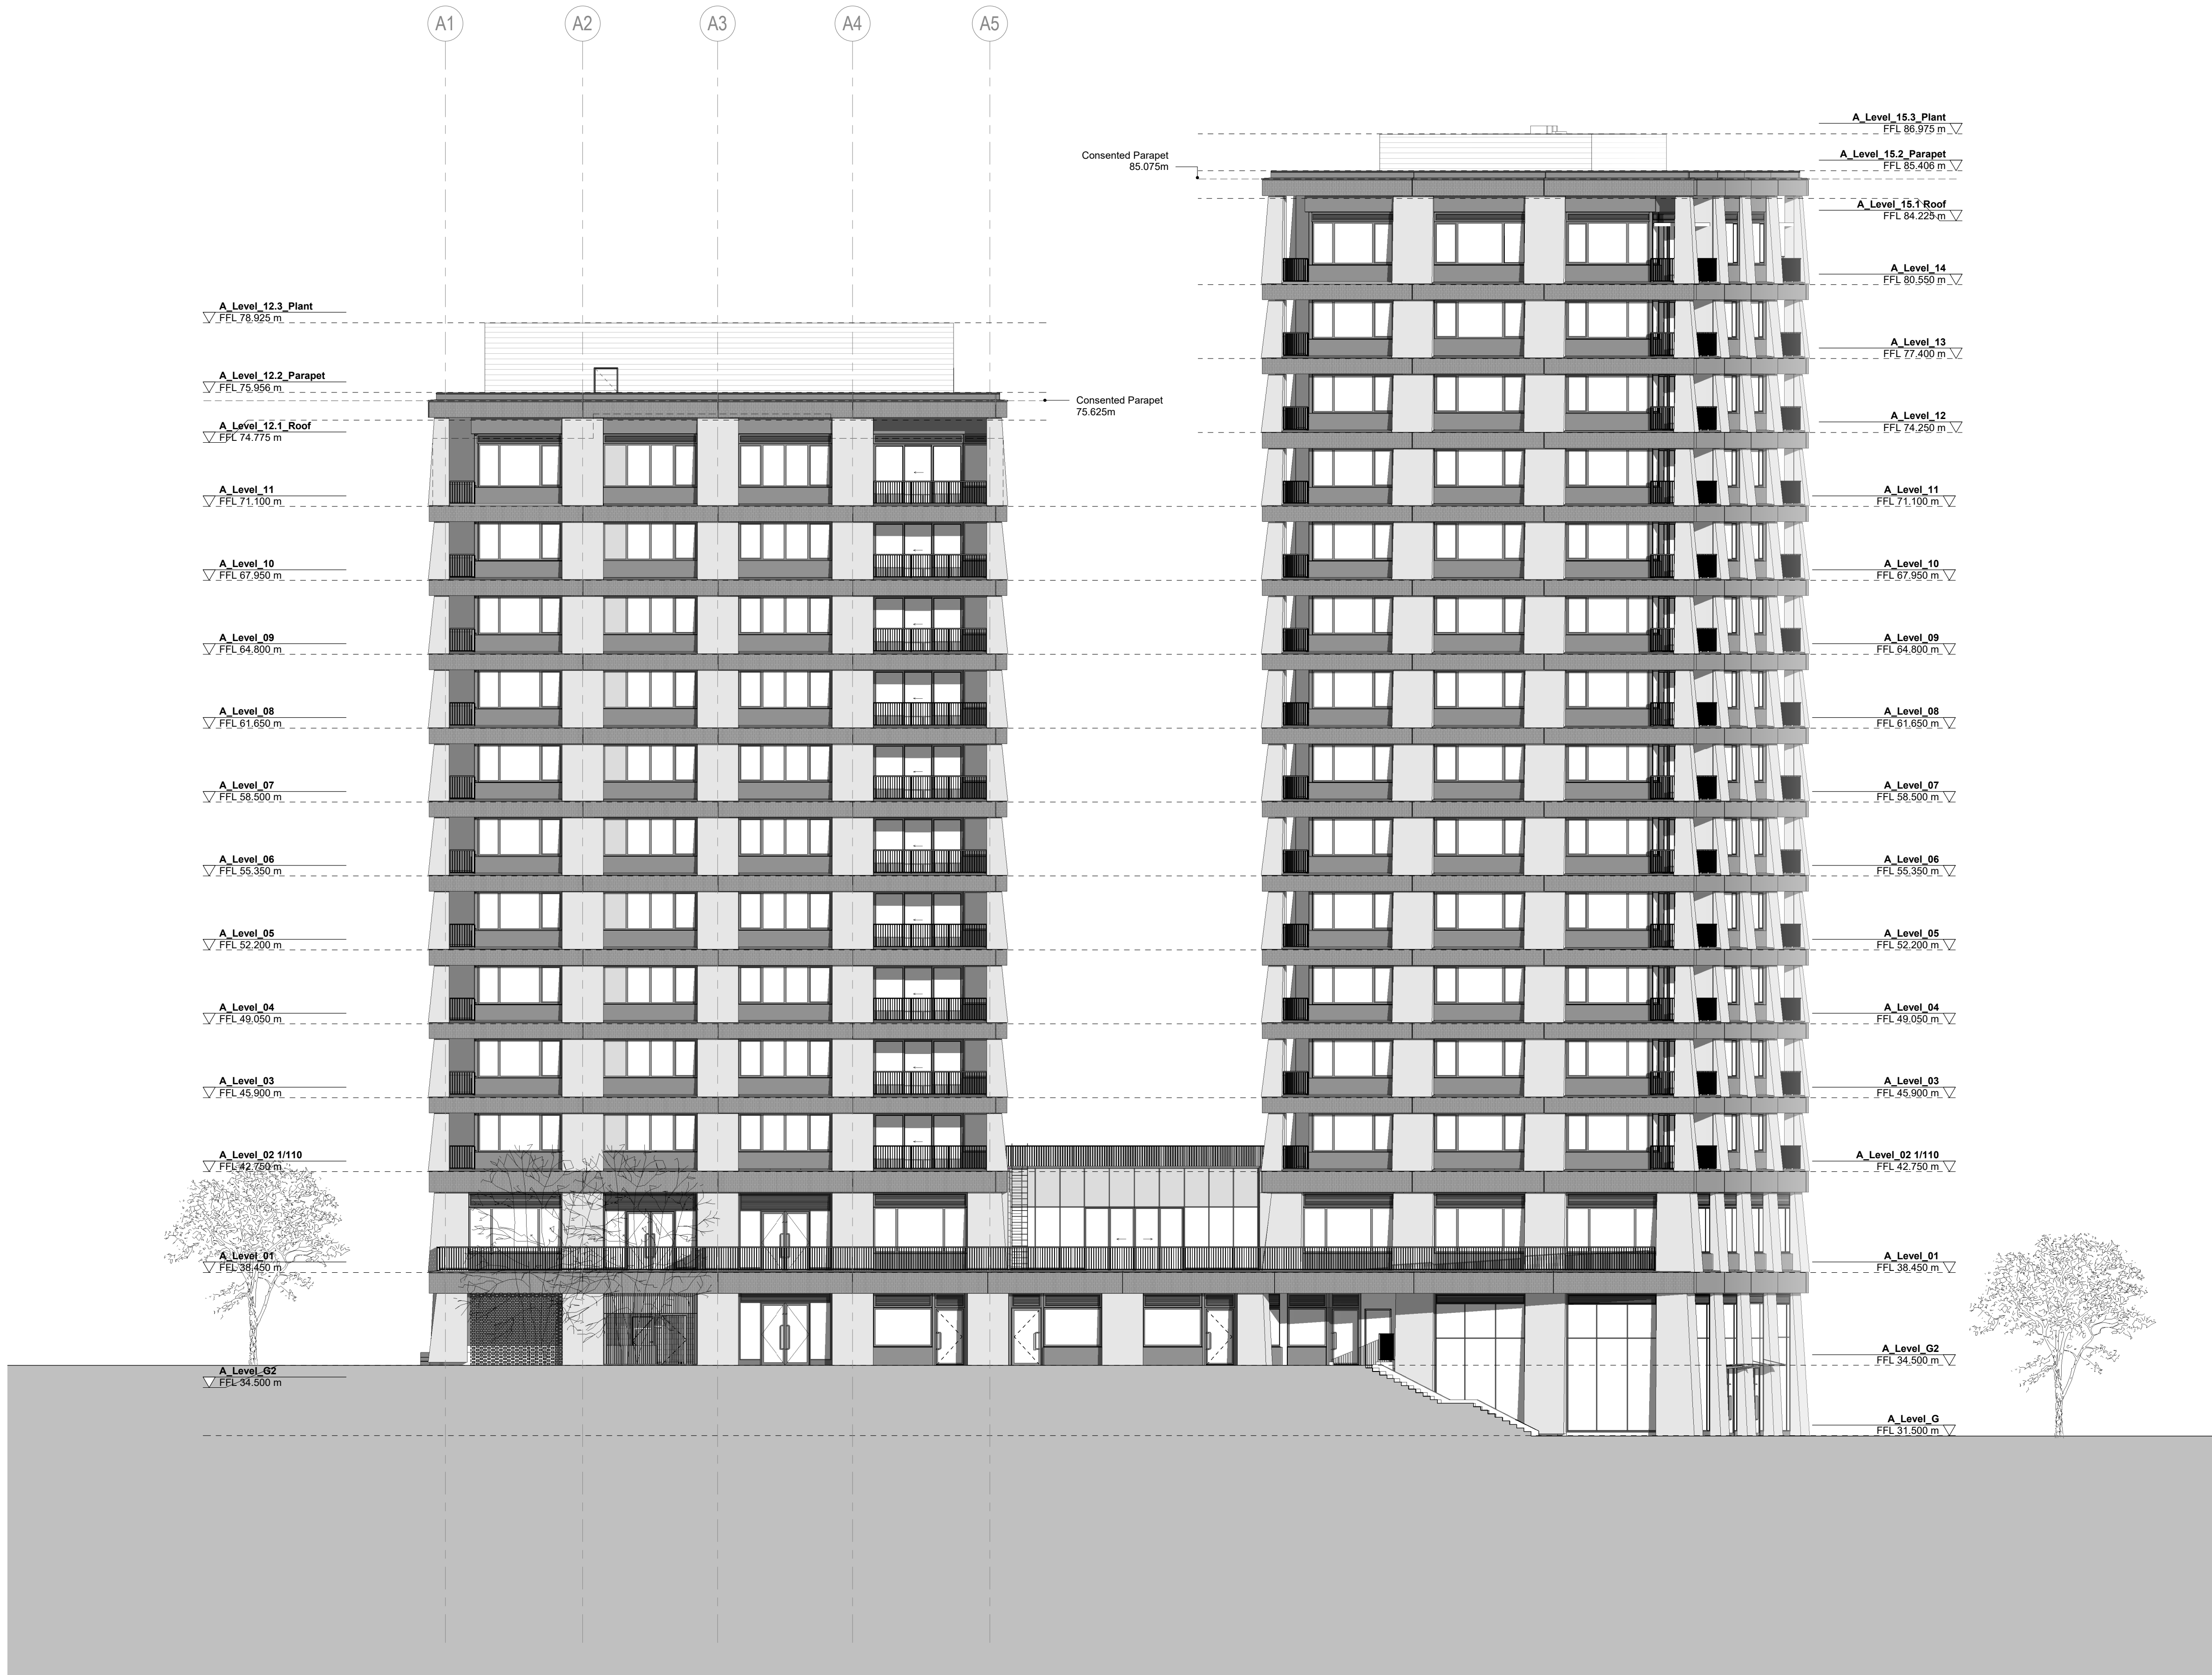 A1
A2
A3
A4
A5
Consented Parapet
85.075m
A_Level_15.3_Plant
FFL 86.975 m
A_Level_15.2_Parapet
FFL 85.406 m
A_Level_15.1 Roof
FFL 84.225 m
A_Level_14
FFL 80.550 m
A_Level_13
FFL 77.400 m
A_Level_12
FFL 74.250 m
A_Level_11
FFL 71.100 m
A_Level_10
FFL 67.950 m
A_Level_09
FFL 64.800 m
A_Level_08
FFL 61.650 m
A_Level_07
FFL 58.500 m
A_Level_06
FFL 55.350 m
A_Level_05
FFL 52.200 m
A_Level_04
FFL 49.050 m
A_Level_03
FFL 45.900 m
A_Level_02 1/110
FFL 42.750 m
A_Level_01
FFL 38.450 m
A_Level_G2
FFL 34.500 m
A_Level_G
FFL 31.500 m
A_Level_12.3_Plant
FFL 78.925 m
A_Level_12.2_Parapet
FFL 75.956 m
Consented Parapet
75.625m
A_Level_12.1_Roof
FFL 74.775 m
A_Level_11
FFL 71.100 m
A_Level_10
FFL 67.950 m
A_Level_09
FFL 64.800 m
A_Level_08
FFL 61.650 m
A_Level_07
FFL 58.500 m
A_Level_06
FFL 55.350 m
A_Level_05
FFL 52.200 m
A_Level_04
FFL 49.050 m
A_Level_03
FFL 45.900 m
A_Level_02 1/110
FFL 42.750 m
A_Level_01
FFL 38.450 m
A_Level_G2
FFL 34.500 m